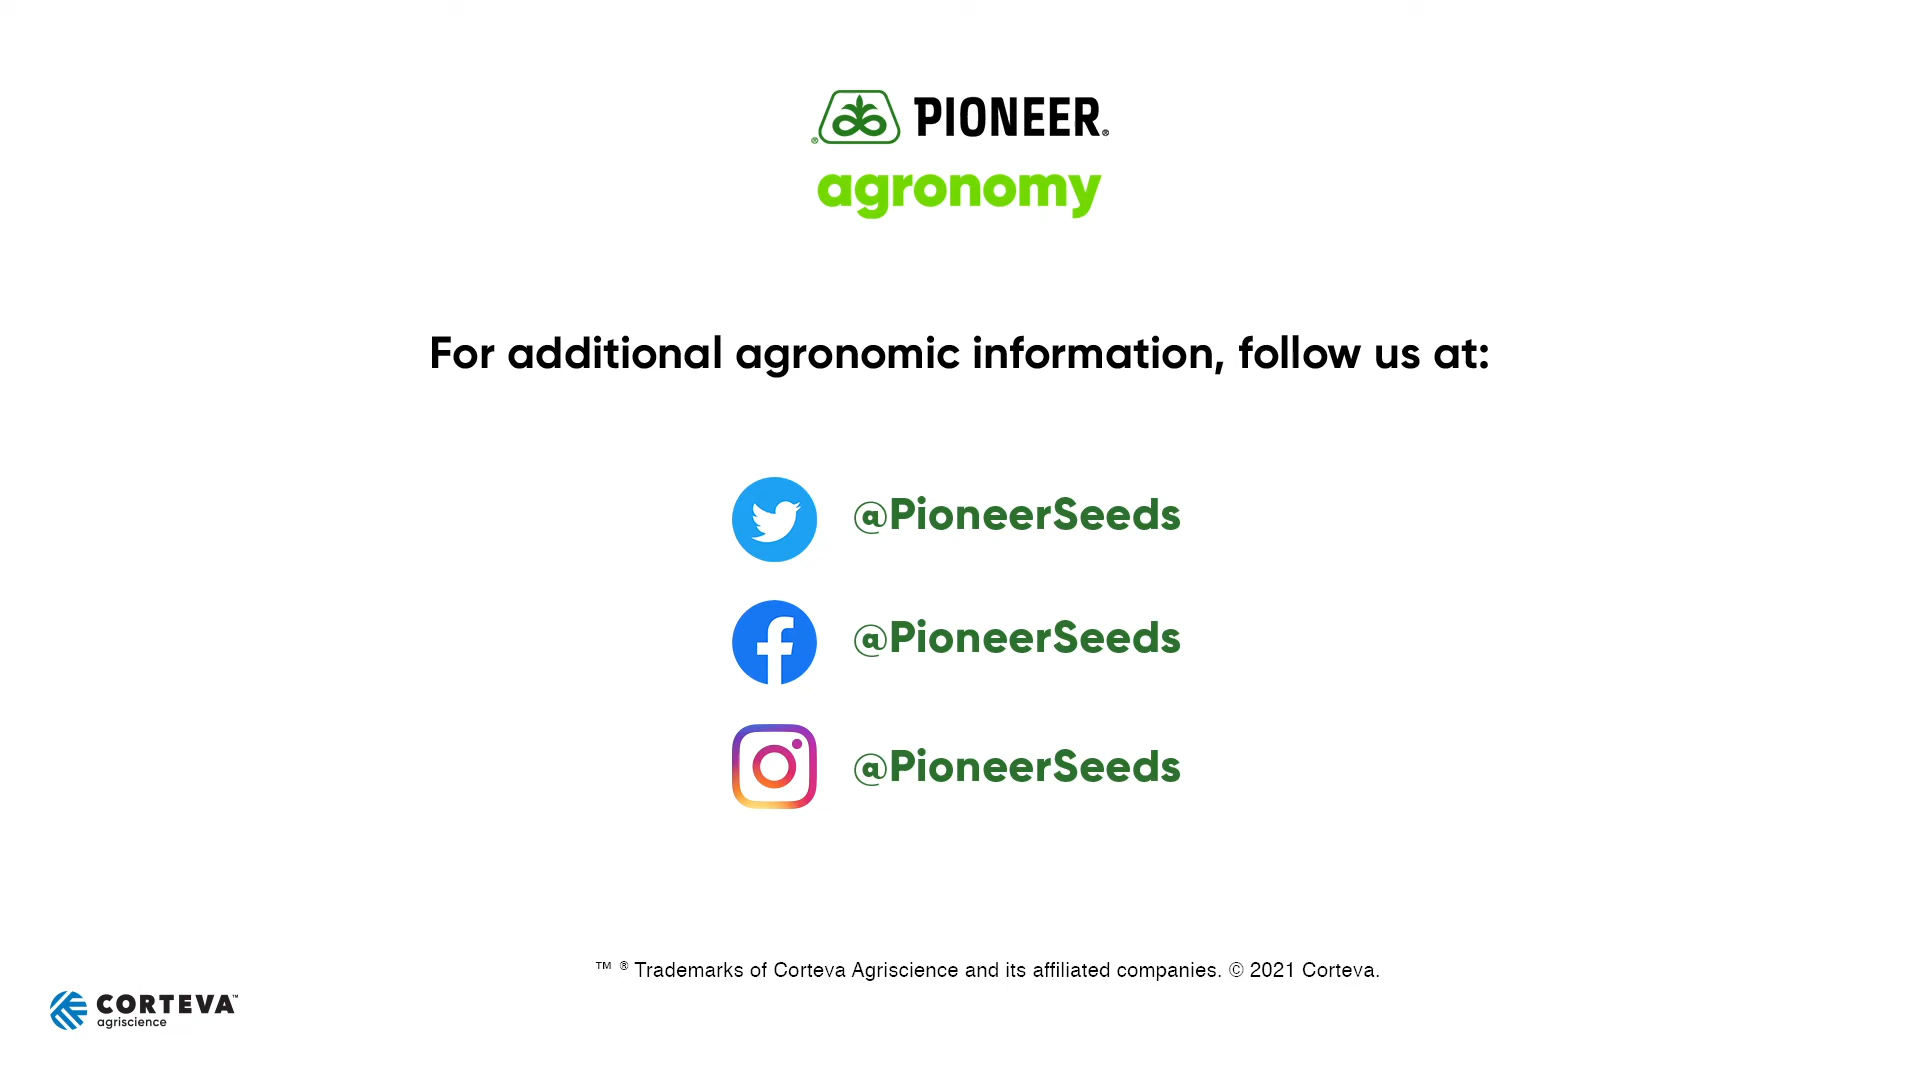 ® PIONEER®
agronomy
For additional agronomic information, follow us at:
@PioneerSeeds
@PioneerSeeds
@PioneerSeeds
™ ® Trademarks of Corteva Agriscience and its affiliated companies. © 2021 Corteva.
CORTEVA™
agriscience